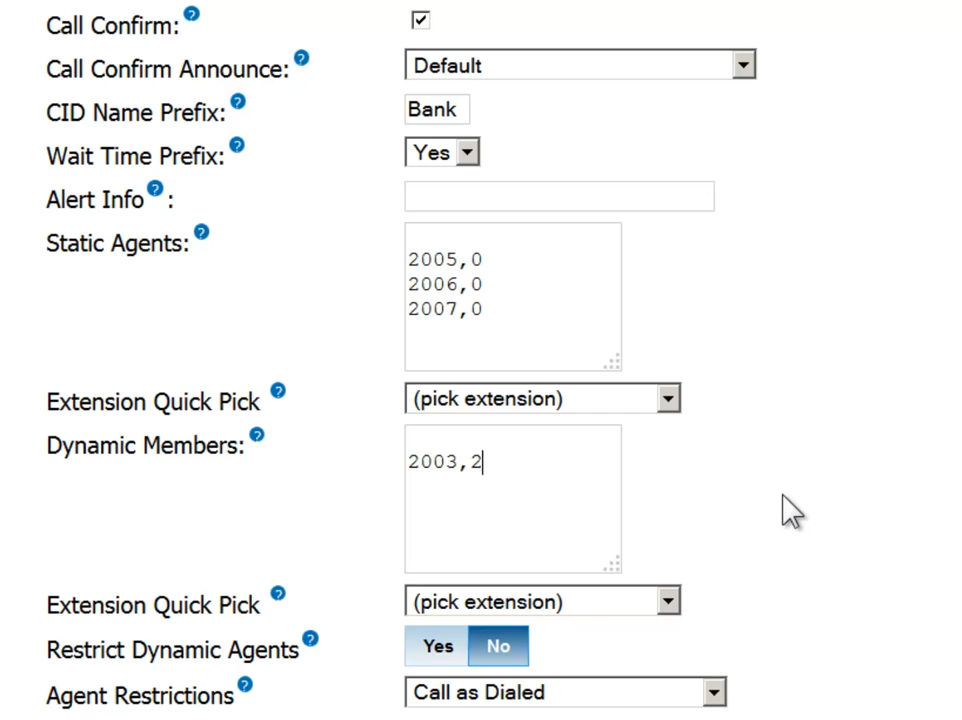 Call Confirm: ?
Call Confirm Announce: ? Default
CID Name Prefix: ? Bank
Wait Time Prefix: ? Yes
Alert Info ? :
Static Agents: ?
2005,0
2006,0
2007,0
Extension Quick Pick ? (pick extension)
Dynamic Members: ?
2003,2
Extension Quick Pick ? (pick extension)
Restrict Dynamic Agents ? Yes No
Agent Restrictions ? Call as Dialed